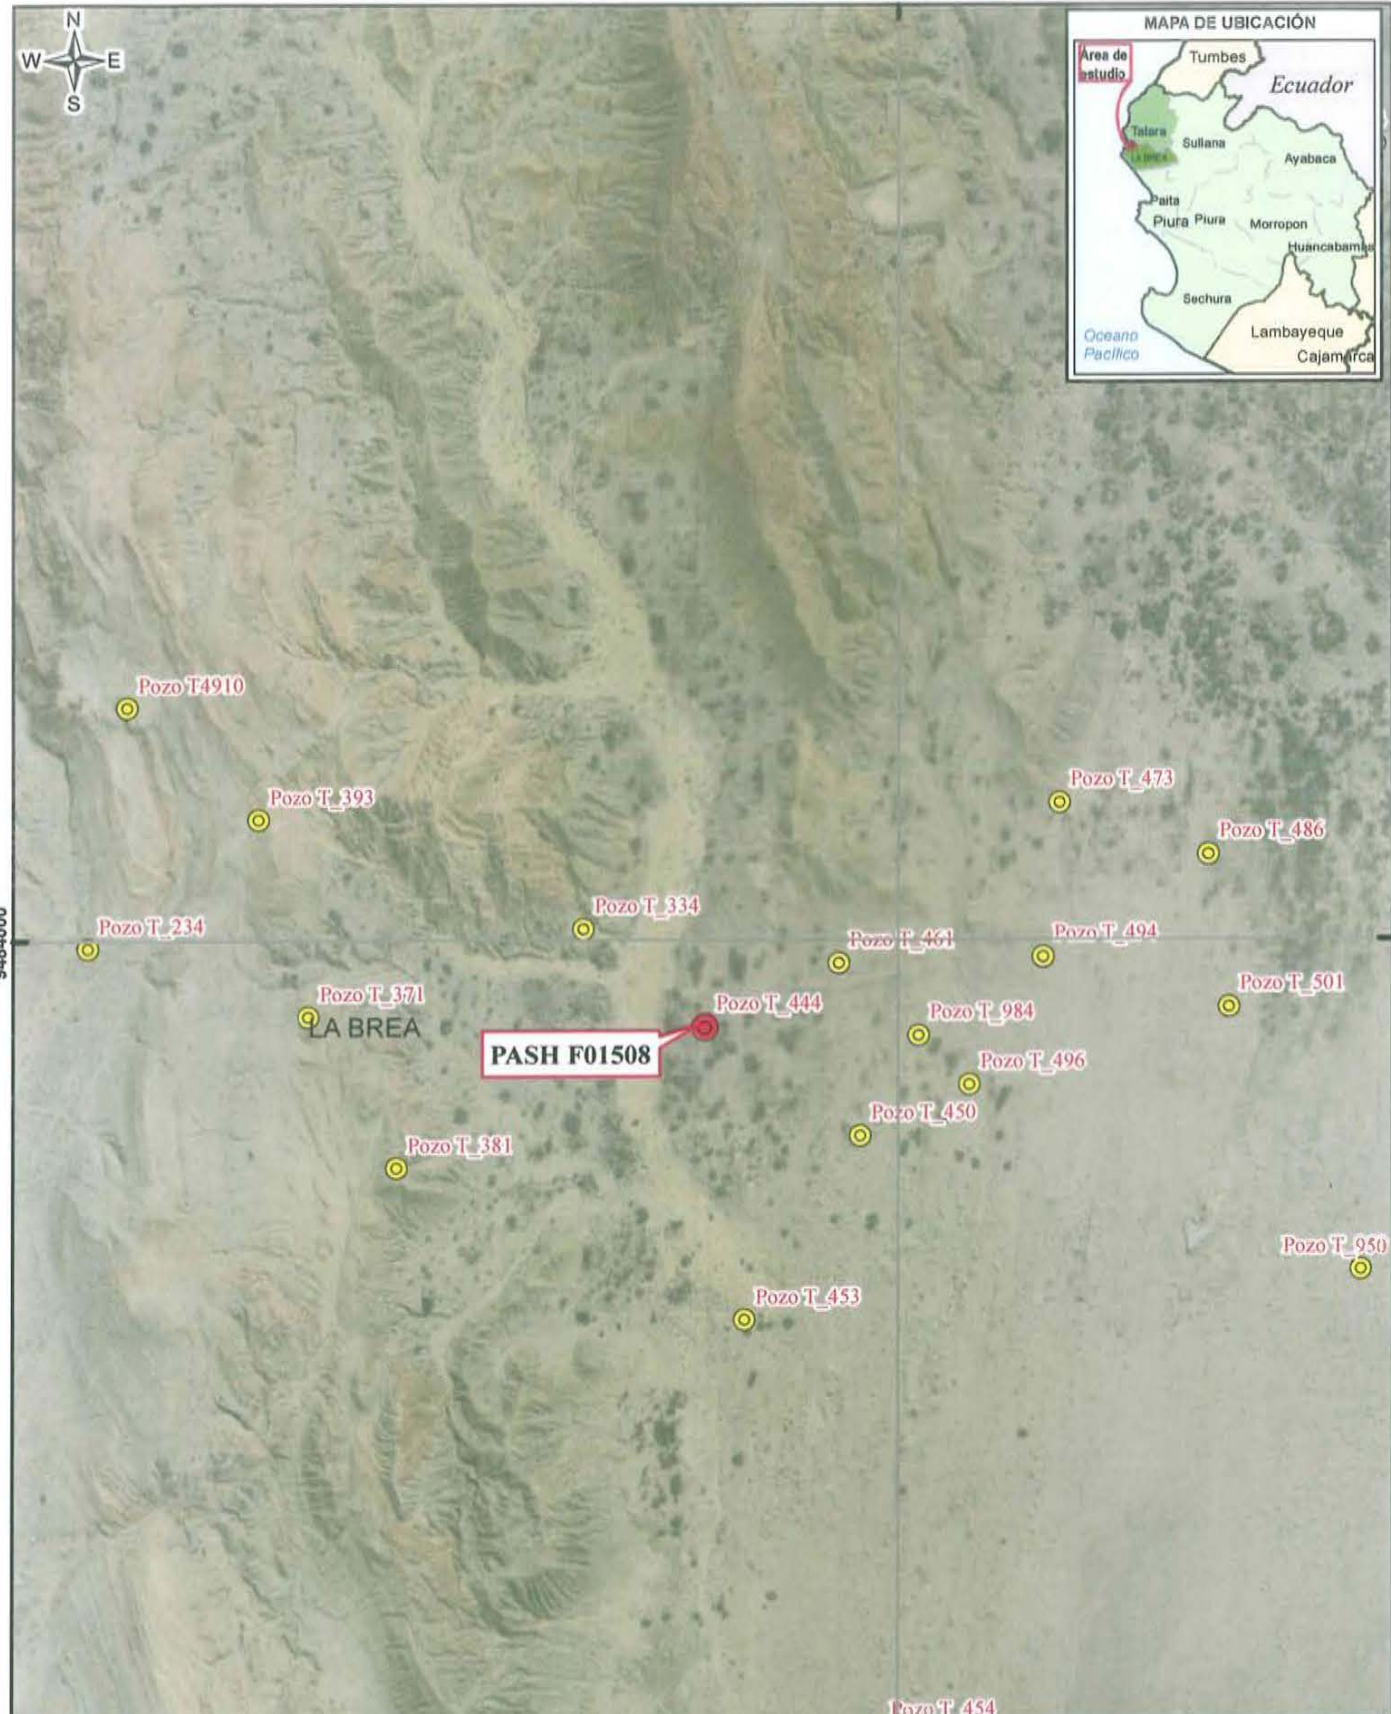 N
W E
S
MAPA DE UBICACIÓN
Área de
estudio
Tumbes
Ecuador
Talara
LA BREA
Sullana
Ayabaca
Paita
Piura Piura
Morropon
Huancabamba
Sechura
Lambayeque
Cajamarca
Oceano
Pacífico
Pozo T4910
Pozo T_393
Pozo T_473
Pozo T_486
Pozo T_334
Pozo T_234
Pozo T_461
Pozo T_494
Pozo T_371
LA BREA
Pozo T_444
Pozo T_984
Pozo T_501
PASH F01508
Pozo T_496
Pozo T_450
Pozo T_381
Pozo T_950
Pozo T_453
Pozo T_454